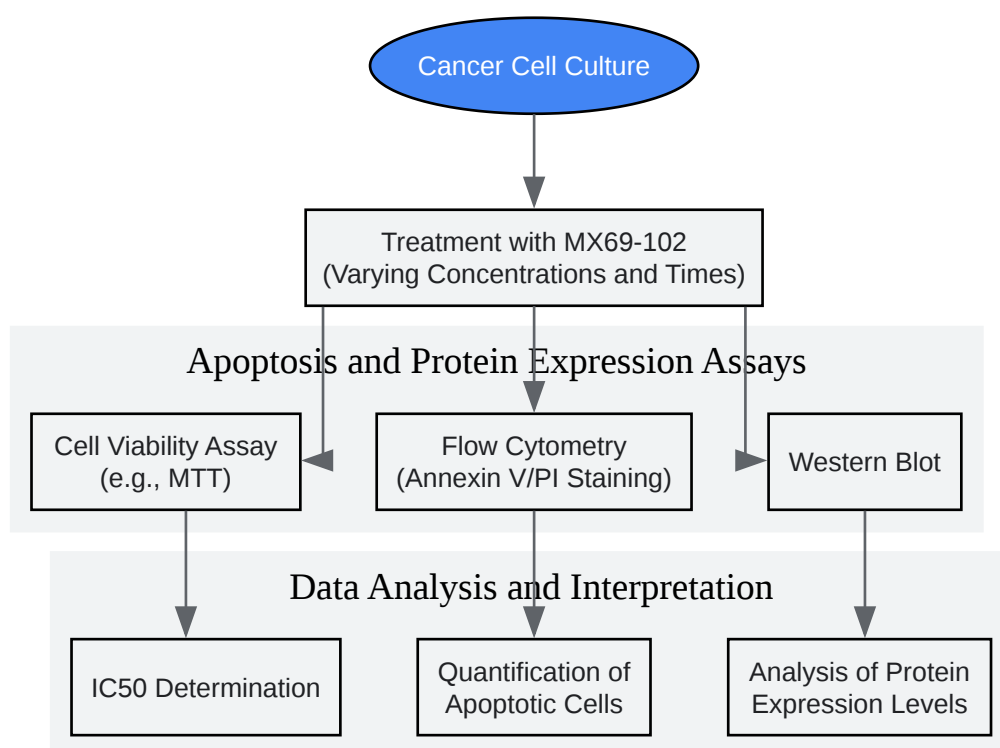 Cancer Cell Culture
Treatment with MX69-102
(Varying Concentrations and Times)
Apoptosis and Protein Expression Assays
Cell Viability Assay
(e.g., MTT)
Flow Cytometry
(Annexin V/PI Staining)
Western Blot
Data Analysis and Interpretation
IC50 Determination
Quantification of
Apoptotic Cells
Analysis of Protein
Expression Levels